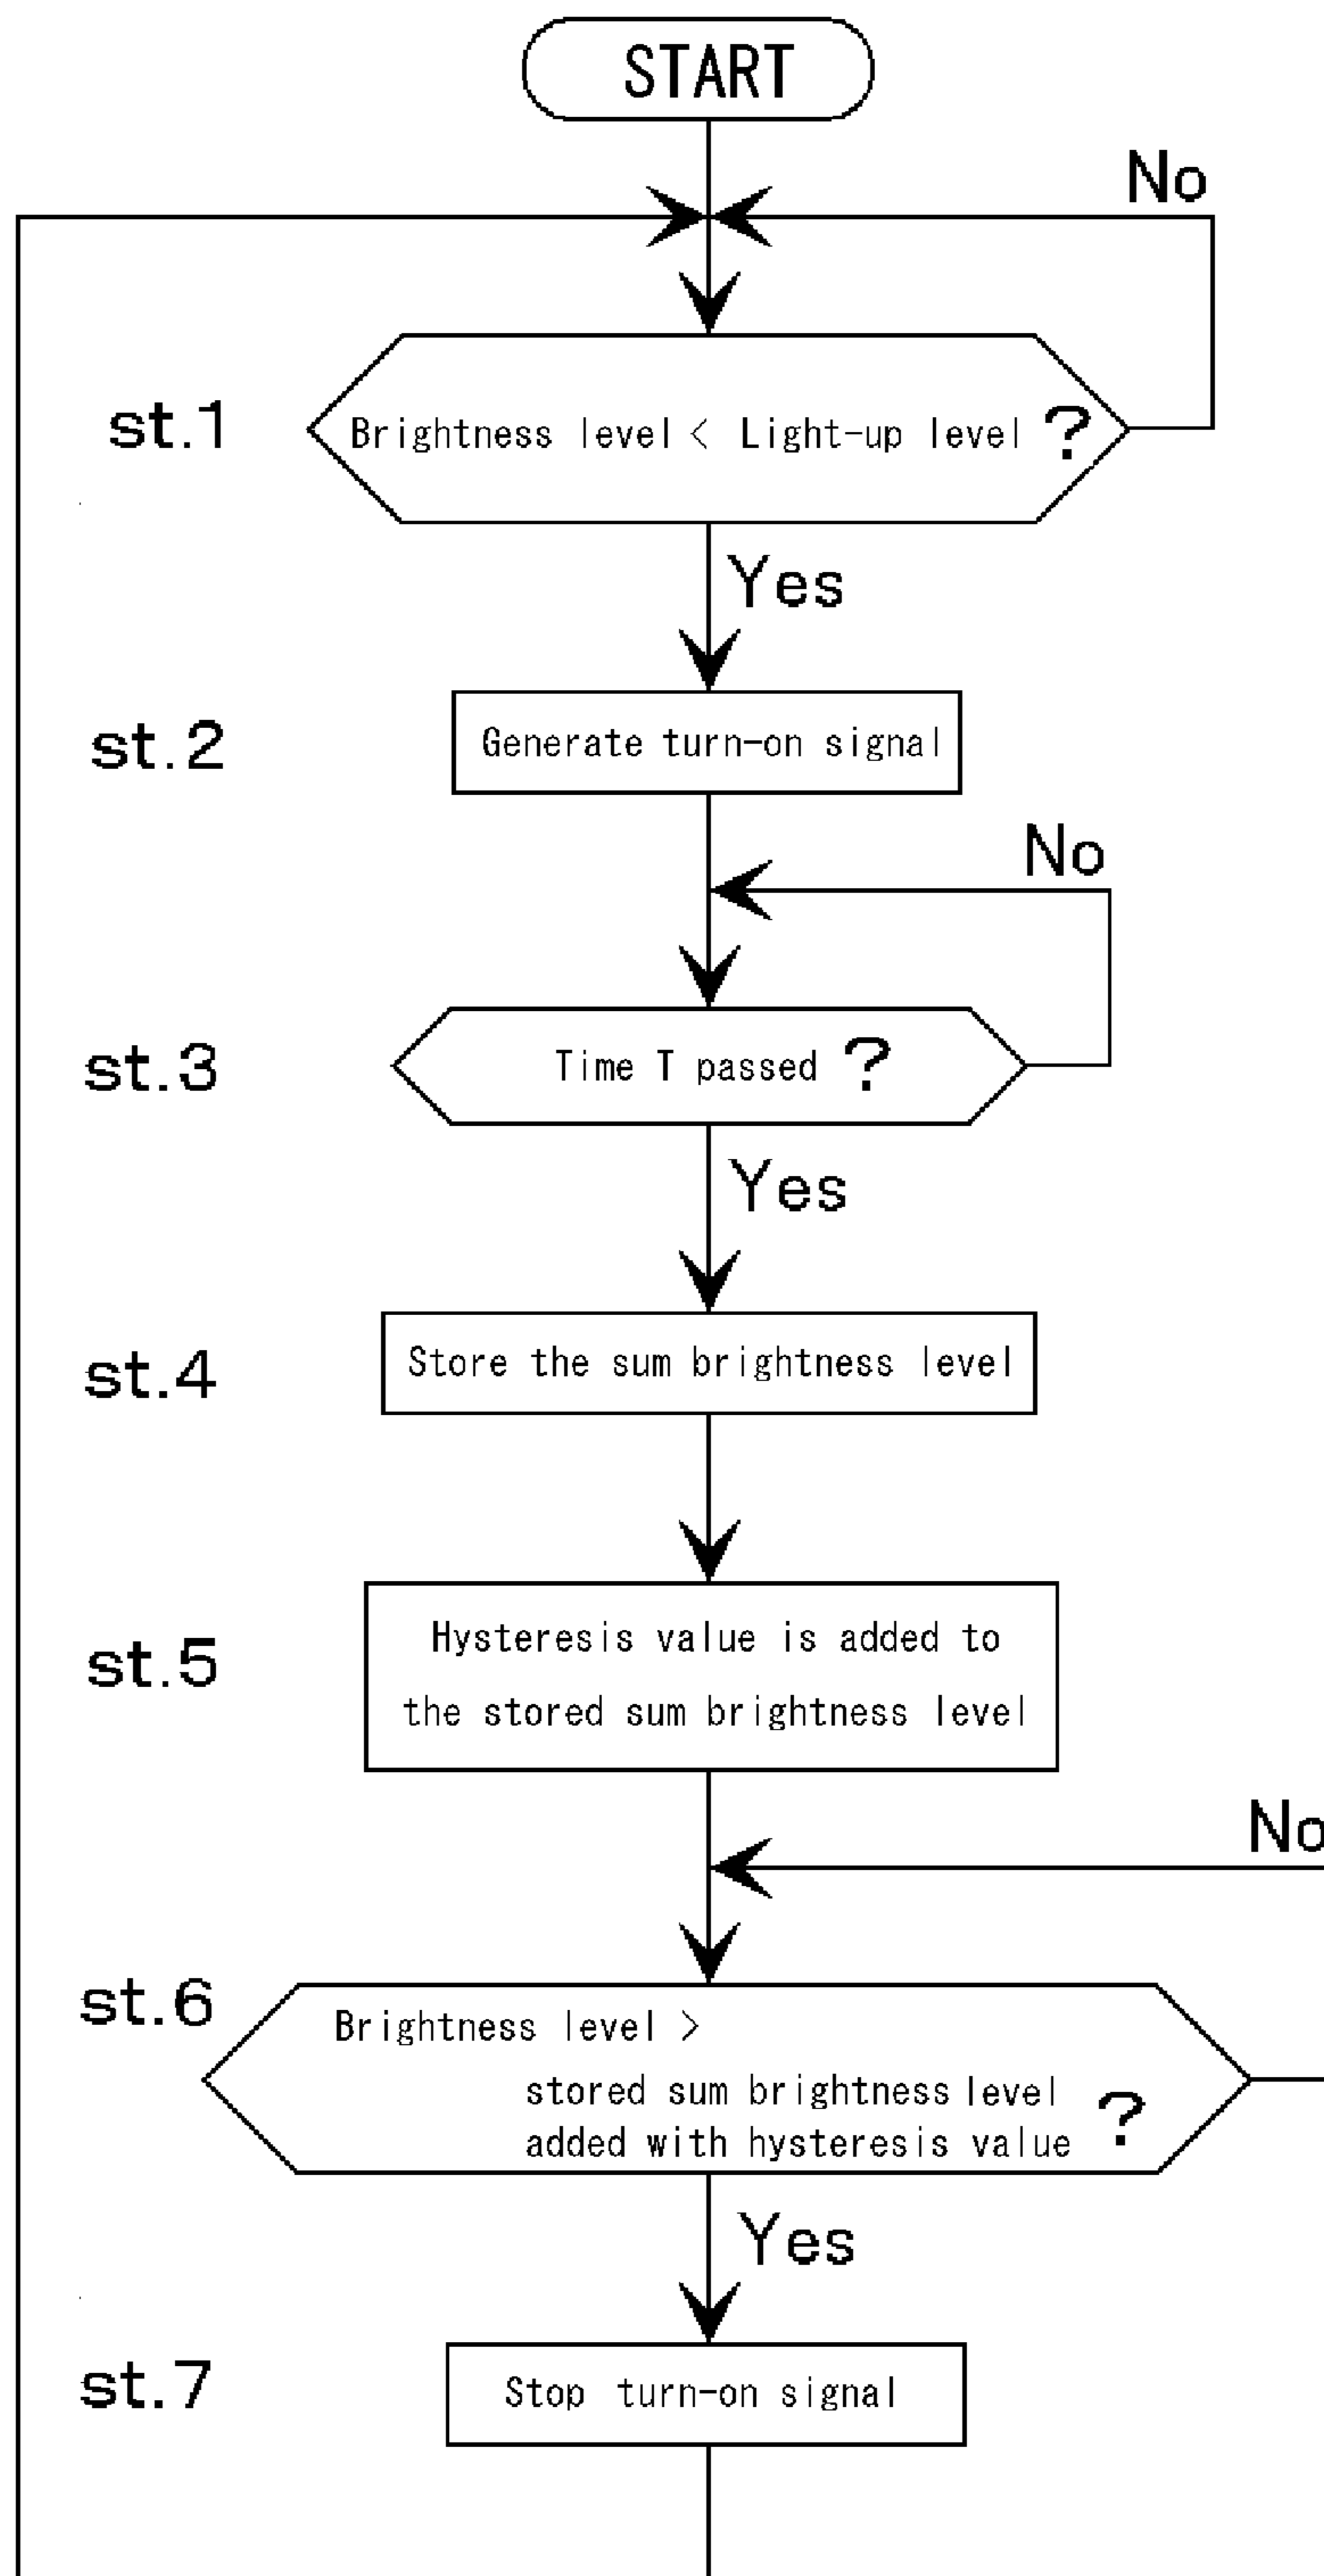 START
No
st.1
Brightness level < Light-up level ?
Yes
st.2
Generate turn-on signal
No
st.3
Time T passed ?
Yes
st.4
Store the sum brightness level
st.5
Hysteresis value is added to
the stored sum brightness level
No
st.6
Brightness level >
stored sum brightness level
added with hysteresis value ?
Yes
st.7
Stop turn-on signal